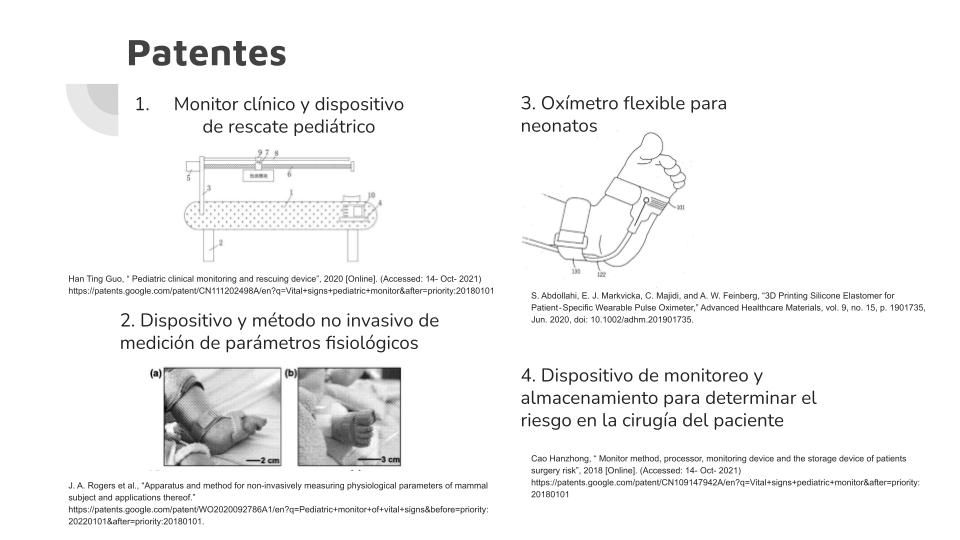 Patentes
1. Monitor clínico y dispositivo
de rescate pediátrico
9 7 8
5
6
3
1
10
4
2
Han Ting Guo, “ Pediatric clinical monitoring and rescuing device”, 2020 [Online]. (Accessed: 14- Oct- 2021)
https://patents.google.com/patent/CN111202498A/en?q=Vital+signs+pediatric+monitor&after=priority:20180101
2. Dispositivo y método no invasivo de
medición de parámetros fisiológicos
(a)
(b)
2 cm
3 cm
J. A. Rogers et al., “Apparatus and method for non-invasively measuring physiological parameters of mammal
subject and applications thereof.”
https://patents.google.com/patent/WO2020092786A1/en?q=Pediatric+monitor+of+vital+signs&before=priority:
20220101&after=priority:20180101.
3. Oxímetro flexible para
neonatos
101
130
122
S. Abdollahi, E. J. Markvicka, C. Majidi, and A. W. Feinberg, “3D Printing Silicone Elastomer for
Patient-Specific Wearable Pulse Oximeter,” Advanced Healthcare Materials, vol. 9, no. 15, p. 1901735,
Jun. 2020, doi: 10.1002/adhm.201901735.
4. Dispositivo de monitoreo y
almacenamiento para determinar el
riesgo en la cirugía del paciente
Cao Hanzhong, “ Monitor method, processor, monitoring device and the storage device of patients
surgery risk”, 2018 [Online]. (Accessed: 14- Oct- 2021)
https://patents.google.com/patent/CN109147942A/en?q=Vital+signs+pediatric+monitor&after=priority:
20180101